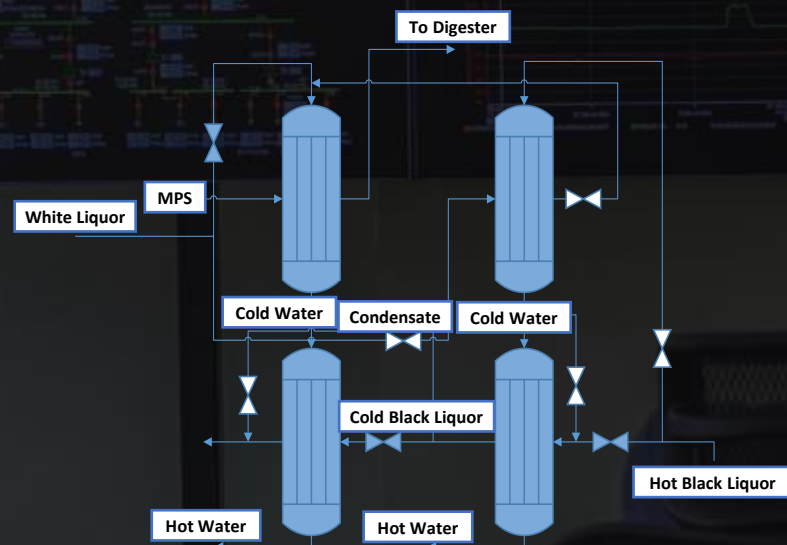 To Digester
MPS
White Liquor
Cold Water
Condensate
Cold Water
Cold Black Liquor
Hot Black Liquor
Hot Water
Hot Water